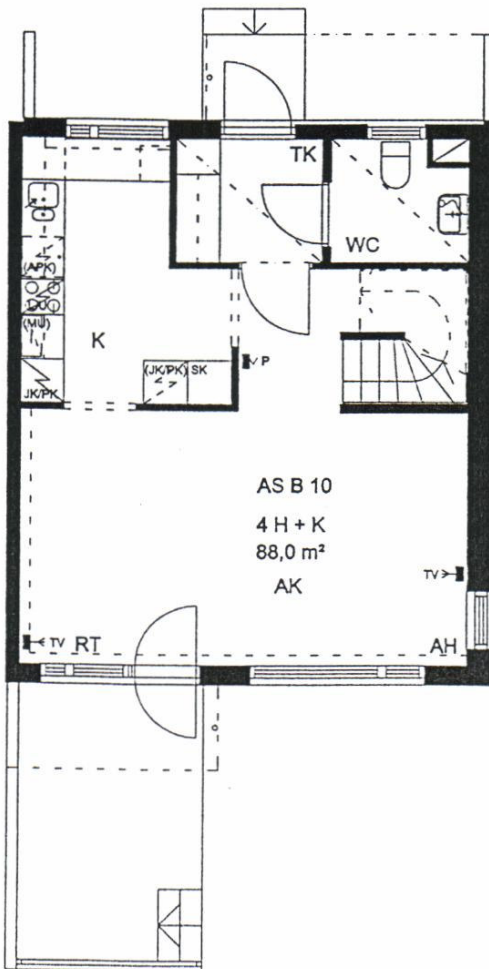 TK
WC
(APK)
(MU)
K
JK/PK
(JK/PK) SK
P
AS B 10
4 H + K
88,0 m²
AK
TV
TV
RT
AH